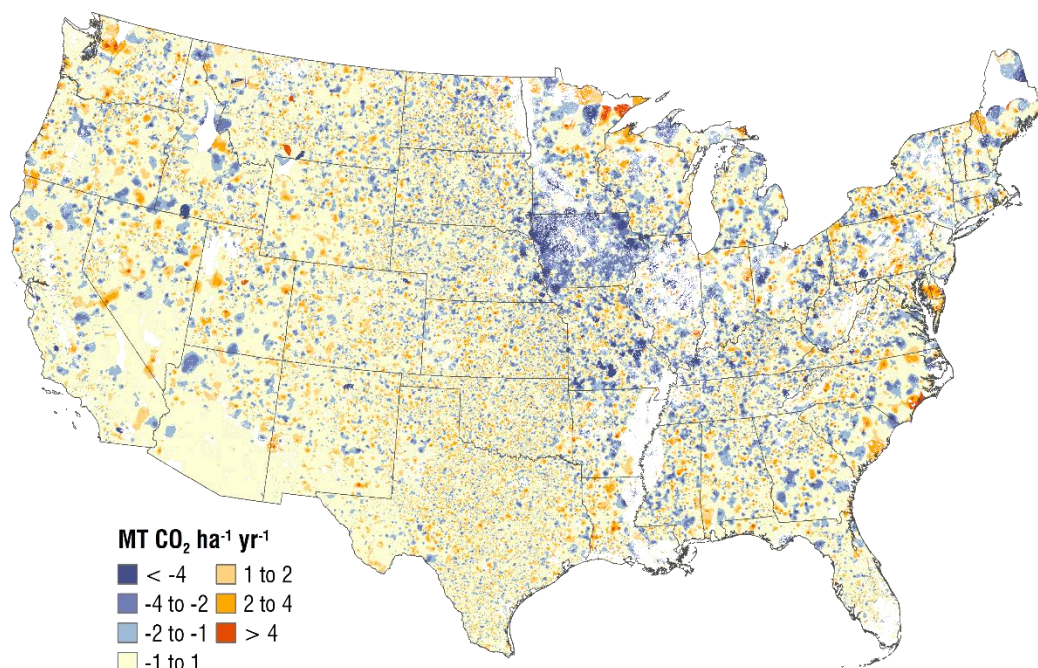 MT CO₂ ha⁻¹ yr⁻¹
< -4
1 to 2
-4 to -2
2 to 4
-2 to -1
> 4
-1 to 1